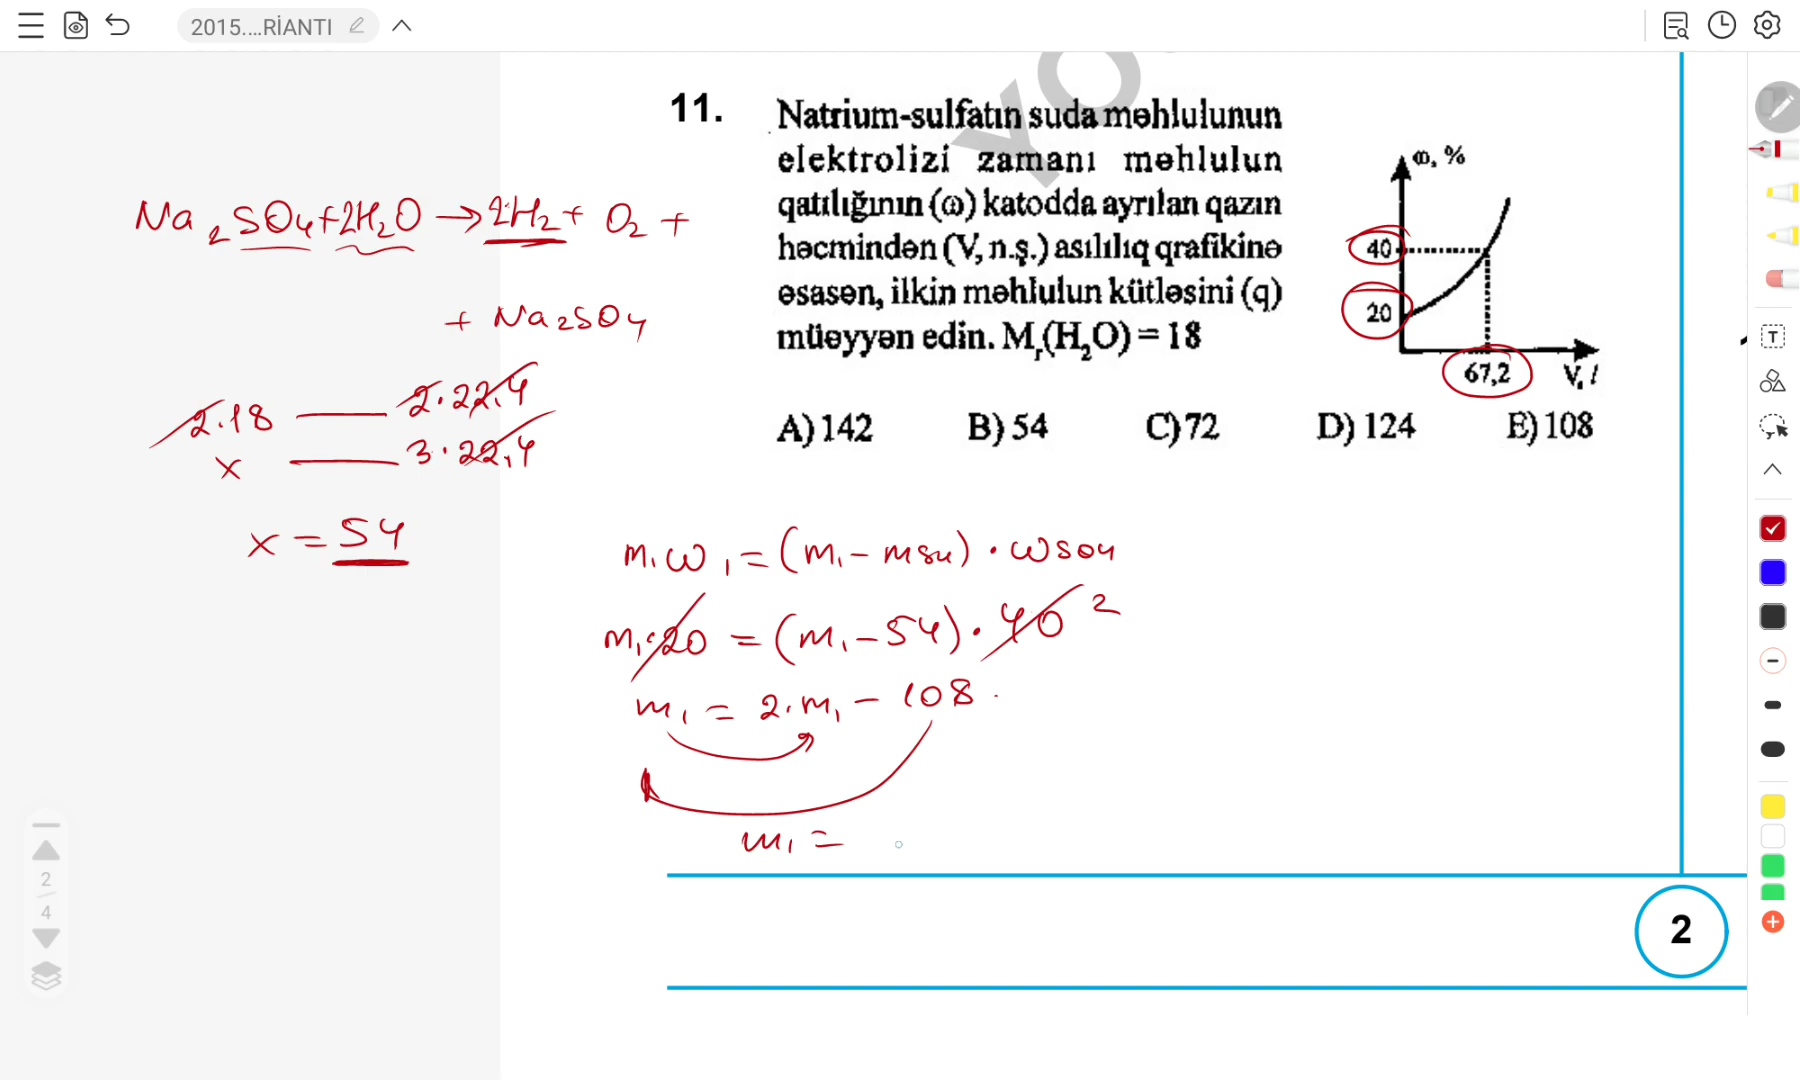 2015....RİANTI
11. Natrium-sulfatın suda məhlulunun
elektrolizi zamanı məhlulun
qatılığının (ω) katodda ayrılan qazın
həcmindən (V, n.ş.) asılılıq qrafikinə
əsasən, ilkin məhlulun kütləsini (q)
müəyyən edin. Mᵣ(H₂O) = 18
ω, %
40
20
67,2
V, l
A) 142 B) 54 C) 72 D) 124 E) 108
Na₂SO₄+2H₂O → 2H₂ + O₂ +
+ Na₂SO₄
2·18 — 2·22,4
x — 3·22,4
x = 54
m₁ω₁ = (m₁ - msu) · ωson
m₁·20 = (m₁ - 54) · 40 2
m₁ = 2·m₁ - 108
m₁ =
2
4
2
T
YO